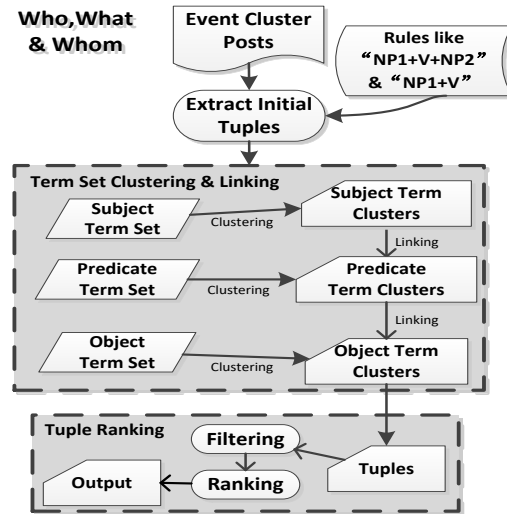 Who,What
& Whom
Event Cluster
Posts
Rules like
“NP1+V+NP2”
& “NP1+V”
Extract Initial
Tuples
Term Set Clustering & Linking
Subject
Term Set
Clustering
Subject Term
Clusters
Linking
Predicate
Term Set
Clustering
Predicate
Term Clusters
Linking
Object
Term Set
Clustering
Object Term
Clusters
Tuple Ranking
Filtering
Tuples
Ranking
Output